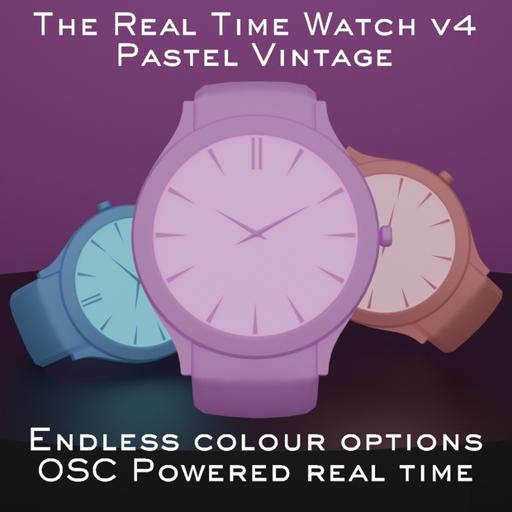 The Real Time Watch v4
Pastel Vintage
Endless colour options
OSC Powered real time